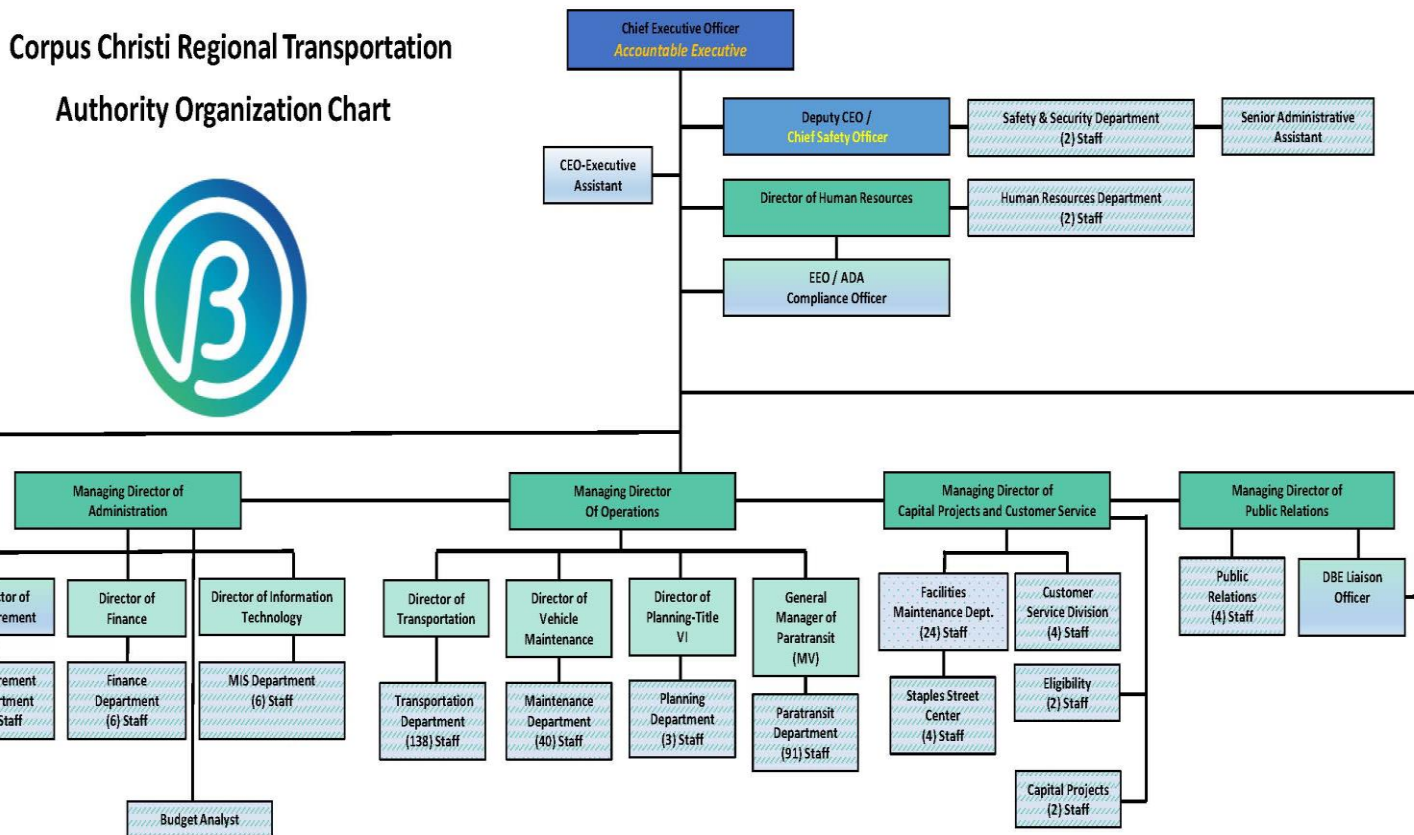 Corpus Christi Regional Transportation
Authority Organization Chart
Chief Executive Officer
Accountable Executive
Deputy CEO /
Chief Safety Officer
Safety & Security Department
(2) Staff
Senior Administrative
Assistant
CEO-Executive
Assistant
Director of Human Resources
Human Resources Department
(2) Staff
EEO / ADA
Compliance Officer
Managing Director of
Administration
Managing Director
Of Operations
Managing Director of
Capital Projects and Customer Service
Managing Director of
Public Relations
of
Director of
Finance
Director of Information
Technology
Director of
Transportation
Director of
Vehicle
Maintenance
Director of
Planning-Title
VI
General
Manager of
Paratransit
(MV)
Facilities
Maintenance Dept.
(24) Staff
Customer
Service Division
(4) Staff
Public
Relations
(4) Staff
DBE Liaison
Officer
Staff
Finance
Department
(6) Staff
MIS Department
(6) Staff
Transportation
Department
(138) Staff
Maintenance
Department
(40) Staff
Planning
Department
(3) Staff
Paratransit
Department
(91) Staff
Staples Street
Center
(4) Staff
Eligibility
(2) Staff
Capital Projects
(2) Staff
Budget Analyst